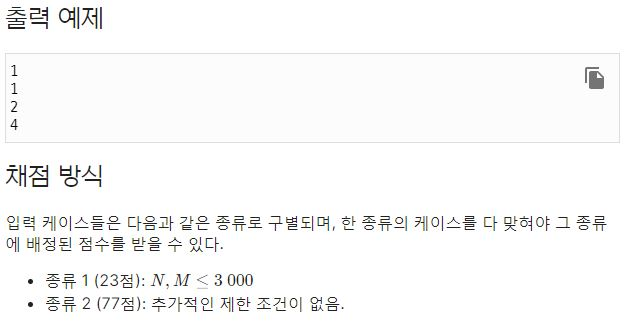 출력 예제
1
1
2
4
채점 방식
입력 케이스들은 다음과 같은 종류로 구별되며, 한 종류의 케이스를 다 맞혀야 그 종류
에 배정된 점수를 받을 수 있다.
• 종류 1 (23점): N, M ≤ 3 000
• 종류 2 (77점): 추가적인 제한 조건이 없음.